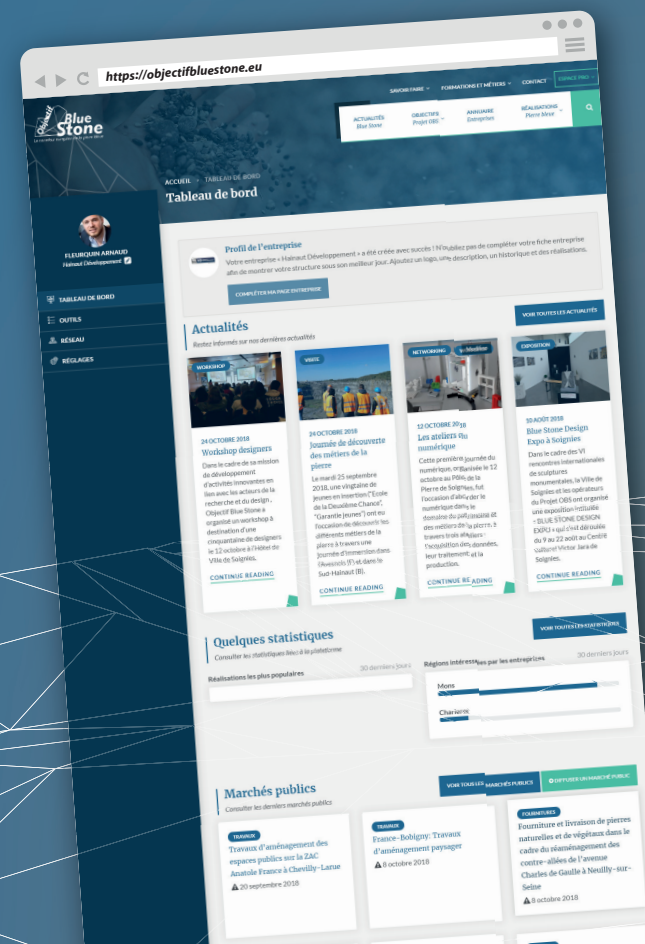 https://objectifbluestone.eu
SAVOIR FAIRE
FORMATIONS ET MÉTIERS
CONTACT
ESPACE PRO
Objectif
Blue
Stone
ACTUALITÉS
Blue Stone
OBJECTIFS
Projet OBS
ANNUAIRE
Entreprises
RÉALISATIONS
Pierre bleue
ACCUEIL
TABLEAU DE BORD
Tableau de bord
FLEURQUIN ARNAUD
Hainaut Développement
TABLEAU DE BORD
OUTILS
RÉSEAU
RÉGLAGES
Profil de l'entreprise
Votre entreprise « Hainaut Développement » a été créée avec succès ! N'oubliez pas de compléter votre fiche entreprise
afin de montrer votre structure sous son meilleur jour. Ajoutez un logo, une description, un historique et des réalisations.
COMPLÉTER MA PAGE ENTREPRISE
Actualités
Restez informés sur nos dernières actualités
VOIR TOUTES LES ACTUALITÉS
WORKSHOP
24 OCTOBRE 2018
Workshop designers
Dans le cadre de sa mission
de développement
d'activités innovantes en
lien avec les acteurs de la
recherche et du design,
Objectif Blue Stone a
organisé un workshop à
destination d'une
cinquantaine de designers
le 12 octobre à l'Hôtel de
Ville de Soignies.
CONTINUE READING
VISITE
24 OCTOBRE 2018
Journée de découverte
des métiers de la
pierre
Le mardi 25 septembre
2018, une vingtaine de
jeunes en insertion ("Ecole
de la Deuxième Chance",
"Garantie jeunes") ont eu
l'occasion de découvrir les
différents métiers de la
pierre à travers une
journée d'immersion dans
l'Avesnois (F) et dans le
Sud-Hainaut (B).
CONTINUE READING
NETWORKING
12 OCTOBRE 2018
Les ateliers du
numérique
Cette première journée du
numérique, organisée le 12
octobre au Pôle de la
Pierre de Soignies, fut
l'occasion d'aborder le
numérique dans le
domaine du patrimoine et
des métiers de la pierre, à
travers trois ateliers :
l'acquisition des données,
leur traitement et la
production.
CONTINUE READING
EXPOSITION
10 AOÛT 2018
Blue Stone Design
Expo à Soignies
Dans le cadre des VI
rencontres internationales
de sculptures
monumentales, la Ville de
Soignies et les opérateurs
du Projet OBS ont organisé
une exposition intitulée
« BLUE STONE DESIGN
EXPO » qui s'est déroulée
du 9 au 22 août au Centre
culturel Victor Jara de
Soignies.
CONTINUE READING
Quelques statistiques
Consulter les statistiques liées à la plateforme
VOIR TOUTES LES STATISTIQUES
Réalisations les plus populaires
30 derniers jours
Régions intéressées par les entreprises
30 derniers jours
Mons
Charleroi
Marchés publics
Consulter les derniers marchés publics
VOIR TOUS LES MARCHÉS PUBLICS
DIFFUSER UN MARCHÉ PUBLIC
TRAVAUX
Travaux d'aménagement des
espaces publics sur la ZAC
Anatole France à Chevilly-Larue
20 septembre 2018
TRAVAUX
France-Bobigny: Travaux
d'aménagement paysager
8 octobre 2018
FOURNITURES
Fourniture et livraison de pierres
naturelles et de végétaux dans le
cadre du réaménagement des
contre-allées de l'avenue
Charles de Gaulle à Neuilly-sur-
Seine
8 octobre 2018